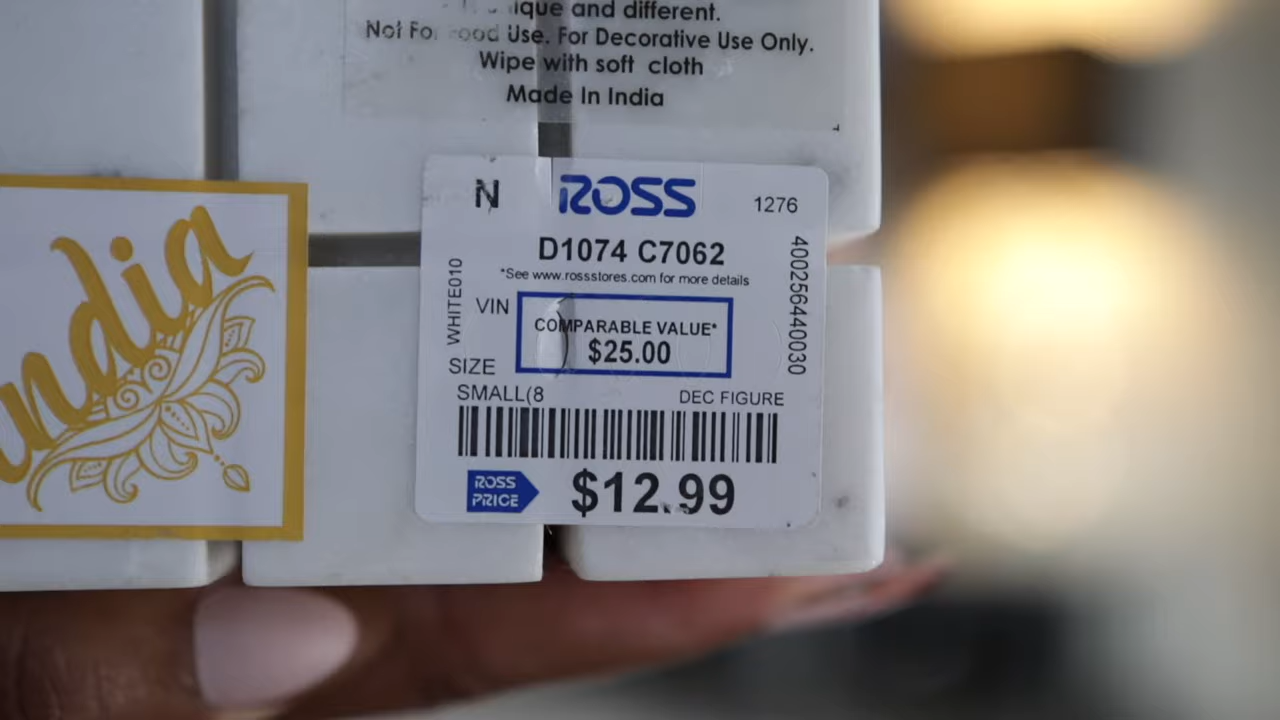 ique and different.
Not For Food Use. For Decorative Use Only.
Wipe with soft cloth
Made In India
N
ROSS
1276
D1074 C7062
*See www.rossstores.com for more details
400256440030
WHITE010
VIN
COMPARABLE VALUE*
$25.00
SIZE
SMALL(8
DEC FIGURE
ROSS
PRICE
$12.99
ndia